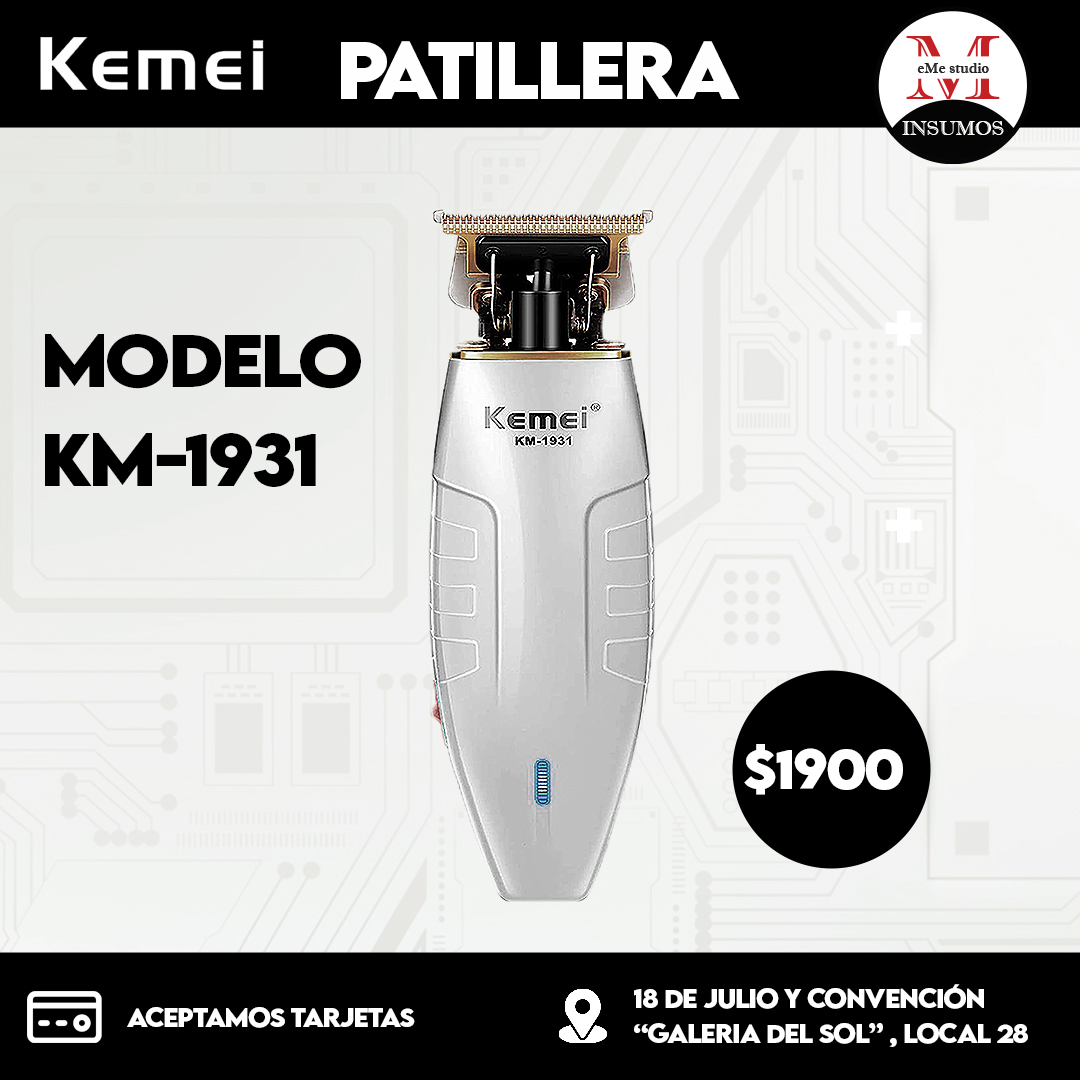 Kemei
PATILLERA
M
eMe studio
INSUMOS
MODELO
KM-1931
Kemei®
KM-1931
$1900
ACEPTAMOS TARJETAS
18 DE JULIO Y CONVENCIÓN
“GALERIA DEL SOL” , LOCAL 28